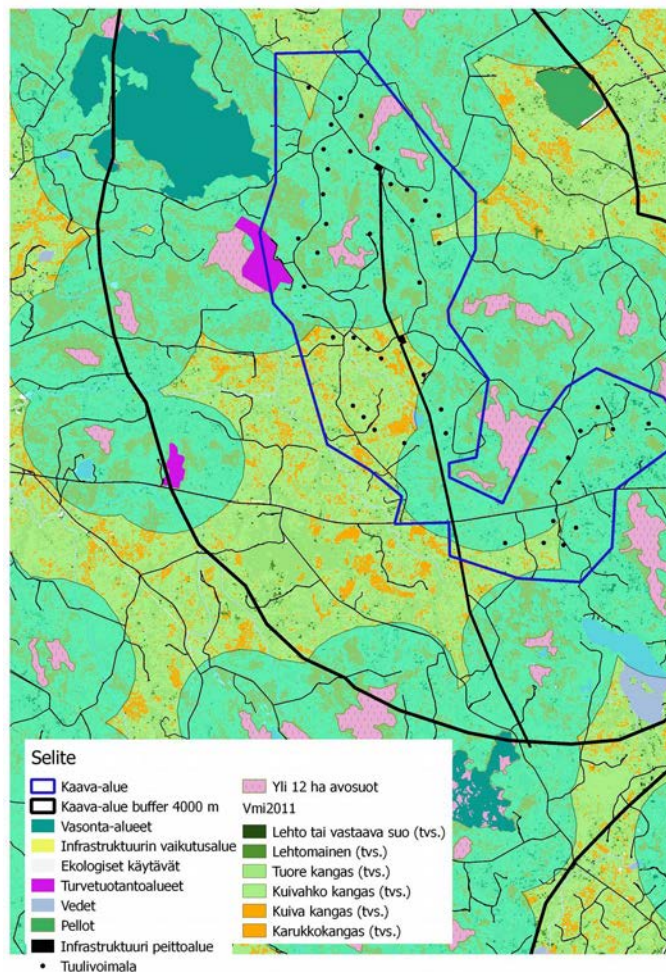 Selite
Kaava-alue
Kaava-alue buffer 4000 m
Vasonta-alueet
Infrastruktuurin vaikutusalue
Ekologiset käytävät
Turvetuotantoalueet
Vedet
Pellot
Infrastruktuuri peittoalue
Tuulivoimala
Yli 12 ha avosuot
Vmi2011
Lehto tai vastaava suo (tvs.)
Lehtomainen (tvs.)
Tuore kangas (tvs.)
Kuivahko kangas (tvs.)
Kuiva kangas (tvs.)
Karukkokangas (tvs.)